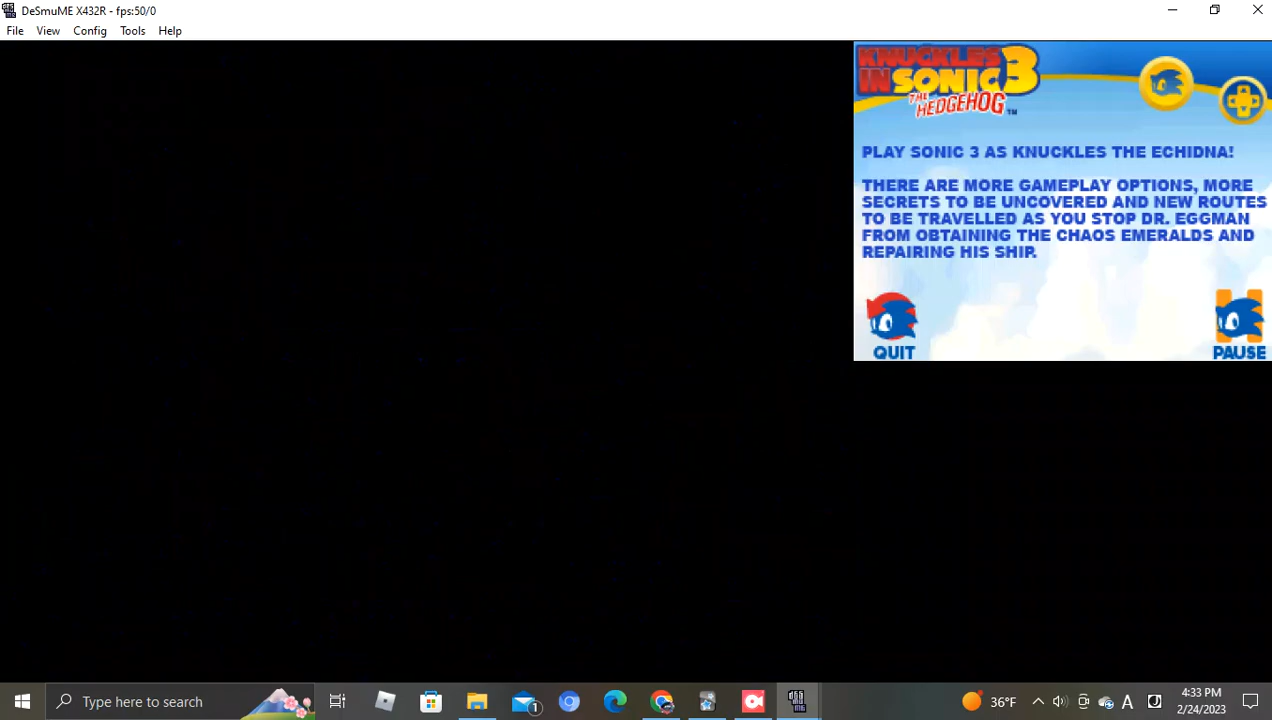 DeSmuME X432R - fps:50/0
File View Config Tools Help
KNUCKLES
IN SONIC 3
THE HEDGEHOG TM
PLAY SONIC 3 AS KNUCKLES THE ECHIDNA!
THERE ARE MORE GAMEPLAY OPTIONS, MORE
SECRETS TO BE UNCOVERED AND NEW ROUTES
TO BE TRAVELLED AS YOU STOP DR. EGGMAN
FROM OBTAINING THE CHAOS EMERALDS AND
REPAIRING HIS SHIP.
QUIT PAUSE
Type here to search
1
36°F
A
4:33 PM
2/24/2023